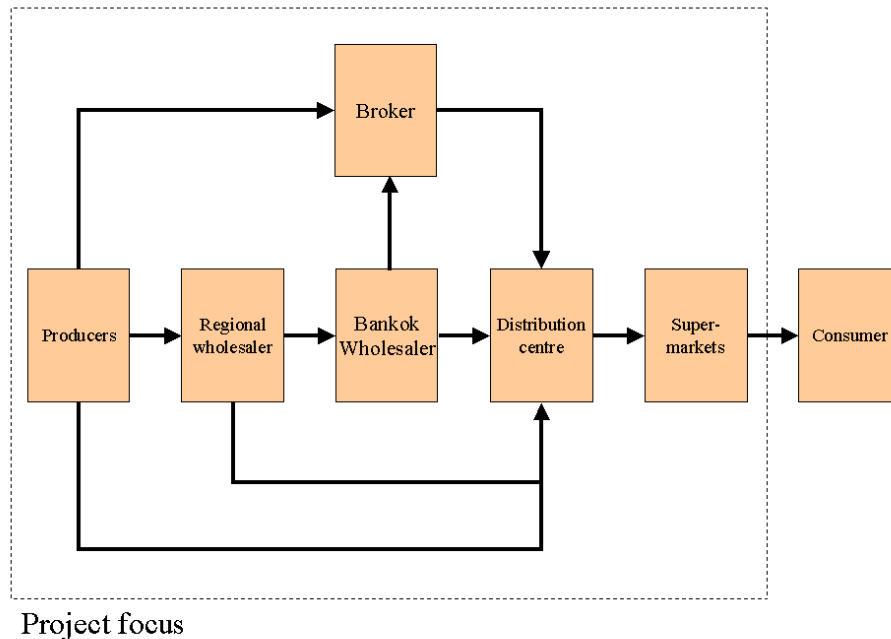 Broker
Producers
Regional
wholesaler
Bankok
Wholesaler
Distribution
centre
Super-
markets
Consumer
Project focus